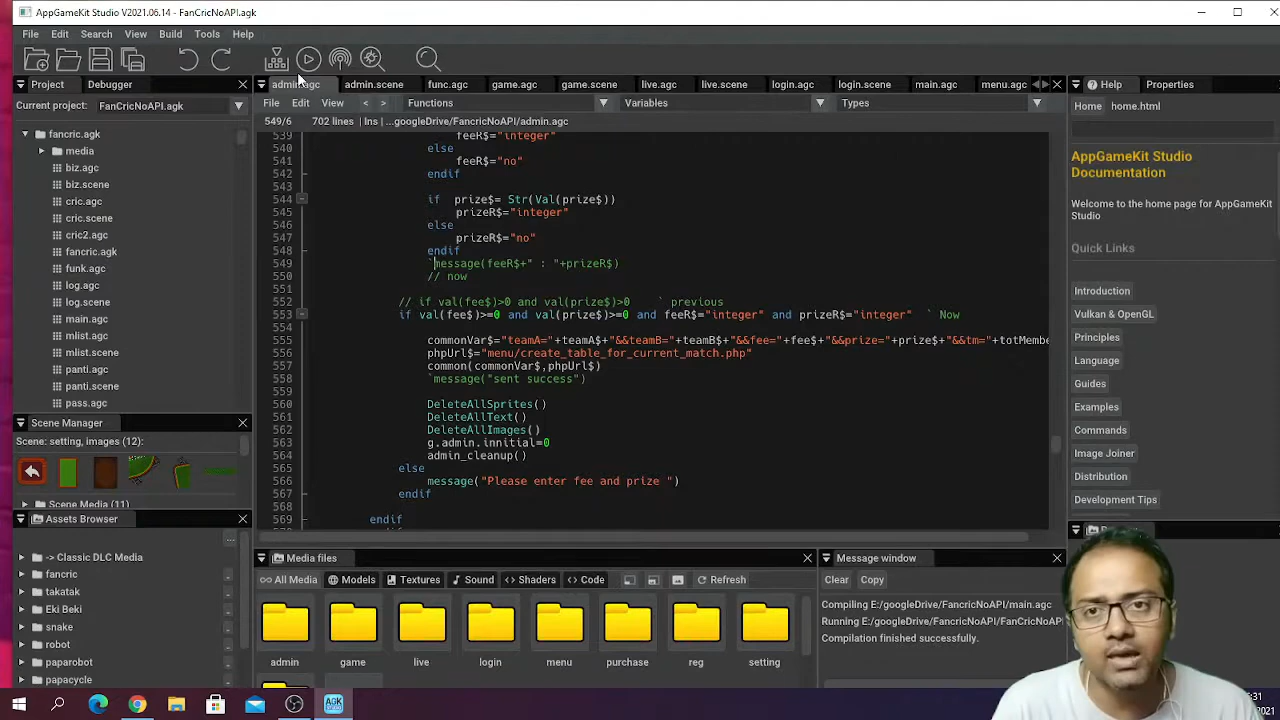 AppGameKit Studio V2021.06.14 - FanCricNoAPI.agk
File Edit Search View Build Tools Help
Project Debugger
Current project: FanCricNoAPI.agk
fancric.agk
media
biz.agc
biz.scene
cric.agc
cric.scene
cric2.agc
fancric.agk
funk.agc
log.agc
log.scene
main.agc
mlist.agc
mlist.scene
panti.agc
panti.scene
pass.agc
Scene Manager
Scene: setting, images (12):
Scene Media (11)
Assets Browser
...
-> Classic DLC Media
fancric
takatak
Eki Beki
snake
robot
paparobot
papacycle
admin.agc admin.scene func.agc game.agc game.scene live.agc live.scene login.agc login.scene main.agc menu.agc
File Edit View < > Functions Variables Types
549/6 702 lines | Ins | ...googleDrive/FancricNoAPI/admin.agc
539 feeR$="integer"
540 else
541 feeR$="no"
542 endif
543
544 if prize$= Str(Val(prize$))
545 prizeR$="integer"
546 else
547 prizeR$="no"
548 endif
549 `message(feeR$+" : "+prizeR$)
550 // now
551
552 // if val(fee$)>0 and val(prize$)>0 ` previous
553 if val(fee$)>=0 and val(prize$)>=0 and feeR$="integer" and prizeR$="integer" ` Now
554
555 commonVar$="teamA="+teamA$+"&&teamB="+teamB$+"&&fee="+fee$+"&&prize="+prize$+"&&tm="+totMembe
556 phpUrl$="menu/create_table_for_current_match.php"
557 common(commonVar$,phpUrl$)
558 `message("sent success")
559
560 DeleteAllSprites()
561 DeleteAllText()
562 DeleteAllImages()
563 g.admin.innitial=0
564 admin_cleanup()
565 else
566 message("Please enter fee and prize ")
567 endif
568
569 endif
Media files
All Media Models Textures Sound Shaders Code Refresh
admin game live login menu purchase reg setting
Message window
Clear Copy
Compiling E:/googleDrive/FancricNoAPI/main.agc
Running E:/googleDrive/FancricNoAPI/FanCricNoAPI
Compilation finished successfully.
Help Properties
Home home.html
AppGameKit Studio
Documentation
Welcome to the home page for AppGameKit
Studio
Quick Links
Introduction
Vulkan & OpenGL
Principles
Language
Guides
Examples
Commands
Image Joiner
Distribution
Development Tips
AGK
:31
2021